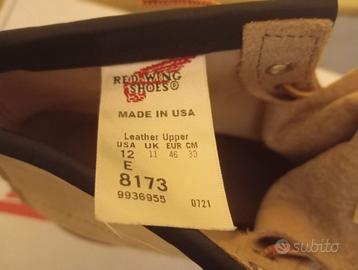 RED WING
SHOES®
MADE IN USA
Leather Upper
USA UK EUR CM
12 11 46 30
E
8173
9936955 0721
subito